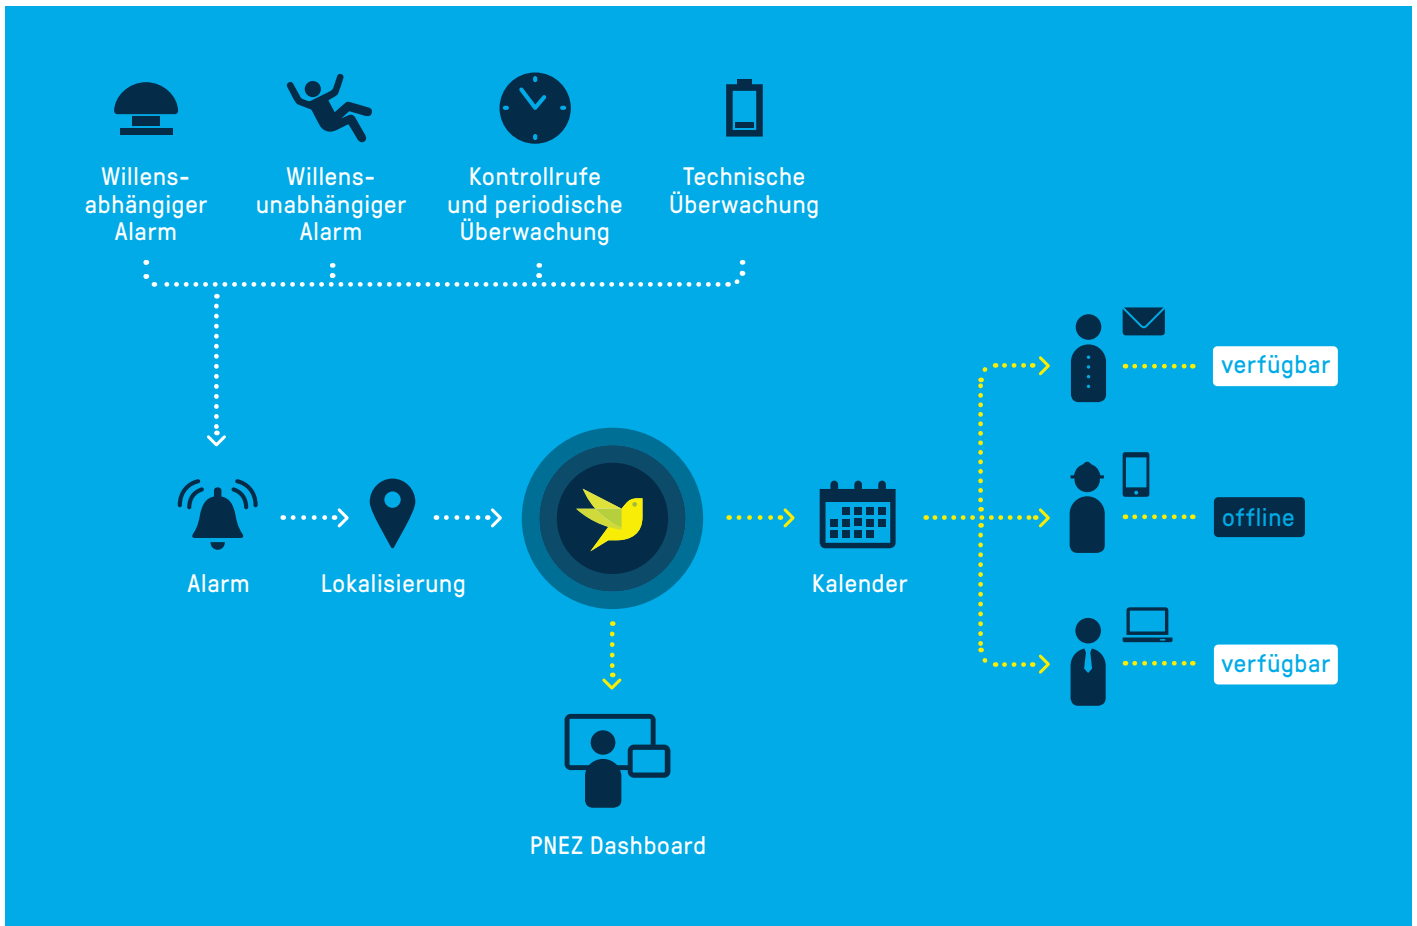 Willens-
abhängiger
Alarm
Willens-
unabhängiger
Alarm
Kontrollrufe
und periodische
Überwachung
Technische
Überwachung
verfügbar
offline
Alarm
Lokalisierung
Kalender
verfügbar
PNEZ Dashboard